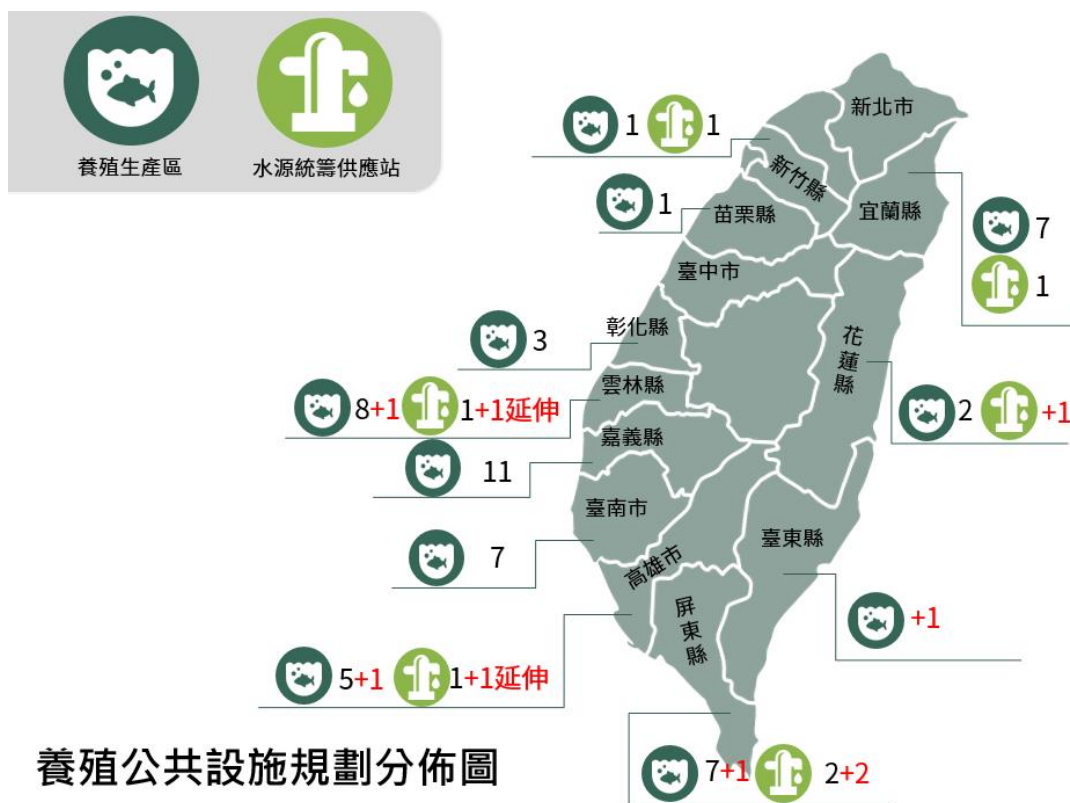 養殖生產區
水源統籌供應站
新北市
1 1
新竹縣
1
苗栗縣
宜蘭縣
7
1
臺中市
彰化縣
3
花蓮縣
雲林縣
8+1 1+1延伸
2 +1
嘉義縣
11
臺南市
7
臺東縣
高雄市
屏東縣
+1
5+1 1+1延伸
7+1 2+2
養殖公共設施規劃分佈圖